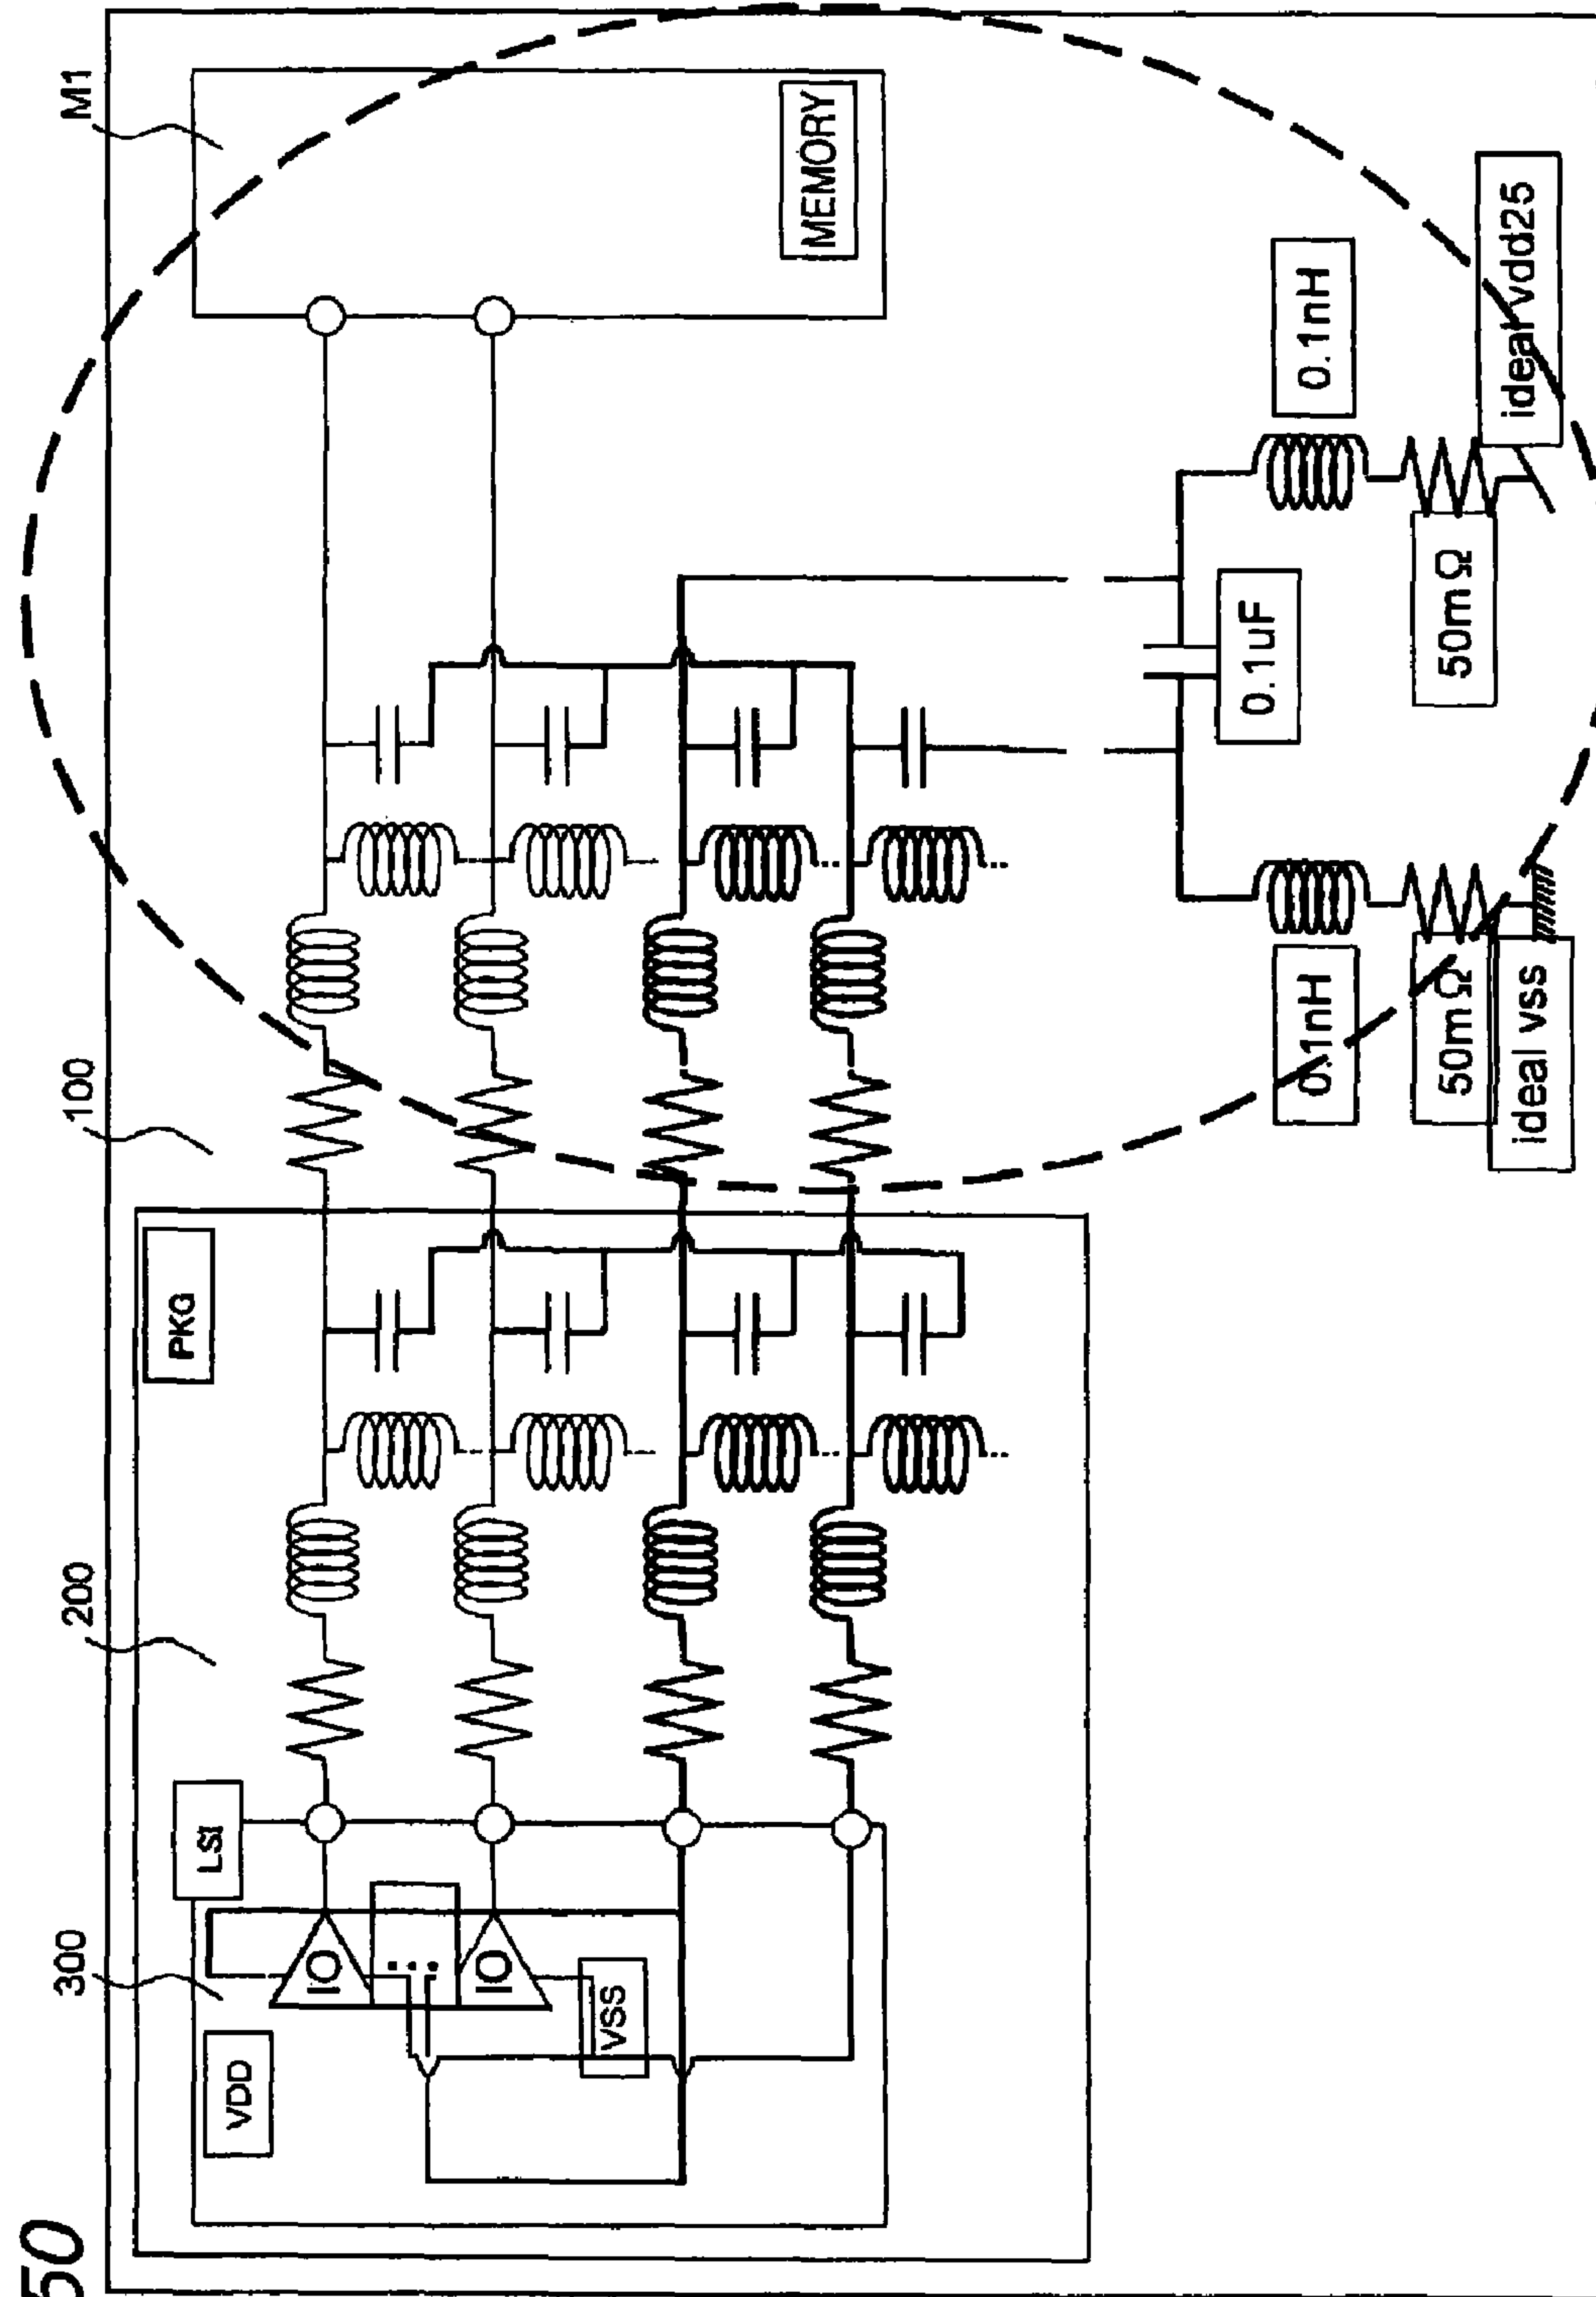 50
300
200
100
M1
VDD
LSI
PKG
IO
IO
VSS
MEMORY
0.1uF
0.1nH
0.1nH
50mΩ
50mΩ
ideal vss
ideal vdd25